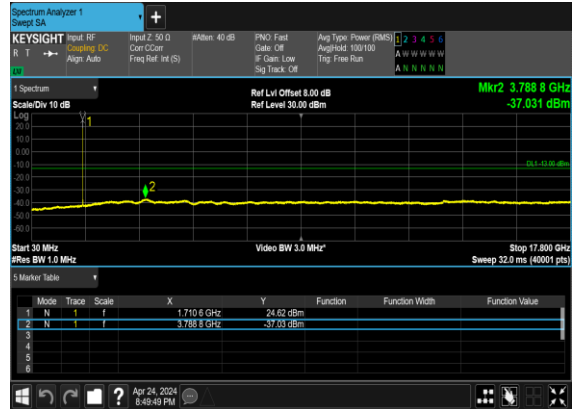 Spectrum Analyzer 1
Swept SA
+
KEYSIGHT Input: RF Input Z: 50 Ω #Atten: 40 dB PNO: Fast Avg Type: Power (RMS) 1 2 3 4 5 6
R T Coupling: DC Corr CCorr Gate: Off Avg|Hold: 100/100 A W W W W W
Align: Auto Freq Ref: Int (S) IF Gain: Low Trig: Free Run
Sig Track: Off A N N N N N
1 Spectrum Ref Lvl Offset 8.00 dB Mkr2 3.788 8 GHz
Scale/Div 10 dB Ref Level 30.00 dBm -37.031 dBm
Log
1
20.0
10.0
0.00
-10.0 DL1 -13.00 dBm
-20.0
-30.0 2
-40.0
-50.0
-60.0
Start 30 MHz Video BW 3.0 MHz* Stop 17.800 GHz
#Res BW 1.0 MHz Sweep 32.0 ms (40001 pts)
5 Marker Table
Mode Trace Scale X Y Function Function Width Function Value
1 N 1 f 1.710 6 GHz 24.62 dBm
2 N 1 f 3.788 8 GHz -37.03 dBm
3
4
5
6
? Apr 24, 2024
8:49:49 PM